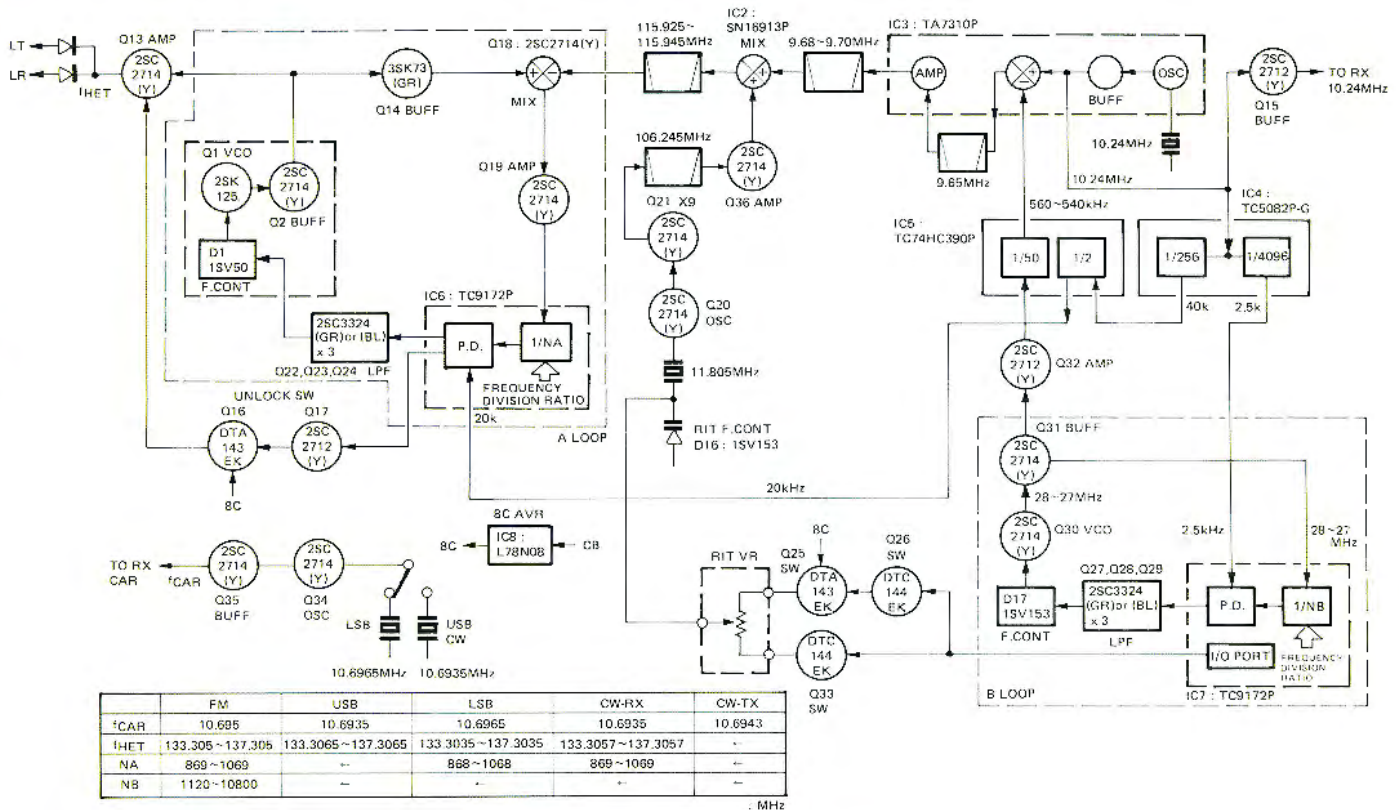 LT
LR
Q13 AMP
2SC
2714
(Y)
fHET
3SK73
(GR)
Q14 BUFF
Q18 : 2SC2714(Y)
MIX
115.925~
115.945MHz
IC2 :
SN16913P
MIX
9.68~9.70MHz
IC3 : TA7310P
AMP
BUFF
OSC
2SC
2712
(Y)
Q15
BUFF
TO RX
10.24MHz
10.24MHz
9.65MHz
10.24MHz
Q1 VCO
2SK
125
2SC
2714
(Y)
Q2 BUFF
D1
1SV50
F.CONT
Q19 AMP
2SC
2714
(Y)
106.245MHz
2SC
2714
(Y)
Q36 AMP
Q21 X9
2SC
2714
(Y)
2SC
2714
(Y)
Q20
OSC
11.805MHz
RIT F.CONT
D16 : 1SV153
560~540kHz
IC5 :
TC74HC390P
1/50
1/2
IC4 :
TC5082P-G
1/256
1/4096
40k
2.5k
IC6 : TC9172P
P.D.
1/NA
FREQUENCY
DIVISION RATIO
20k
2SC3324
(GR)or (BL)
x 3
Q22,Q23,Q24 LPF
A LOOP
UNLOCK SW
Q16
DTA
143
EK
Q17
2SC
2712
(Y)
8C
20kHz
2SC
2712
(Y)
Q32 AMP
Q31 BUFF
2SC
2714
(Y)
28~27MHz
2SC
2714
(Y)
Q30 VCO
2.5kHz
28~27
MHz
D17
1SV153
F.CONT
Q27,Q28,Q29
2SC3324
(GR)or (BL)
x 3
LPF
P.D.
1/NB
I/O PORT
FREQUENCY
DIVISION
RATIO
IC7 : TC9172P
B LOOP
8C AVR
8C
IC8 :
L78N08
CB
TO RX
CAR
fCAR
2SC
2714
(Y)
Q35
BUFF
2SC
2714
(Y)
Q34
OSC
LSB
USB
CW
10.6965MHz
10.6935MHz
RIT VR
8C
Q25
SW
DTA
143
EK
Q26
SW
DTC
144
EK
DTC
144
EK
Q33
SW
FM USB LSB CW-RX CW-TX
fCAR 10.695 10.6935 10.6965 10.6935 10.6943
fHET 133.305~137.305 133.3065~137.3065 133.3035~137.3035 133.3057~137.3057 ←
NA 869~1069 ← 868~1068 869~1069 ←
NB 1120~10800 ← ← ← ←
: MHz